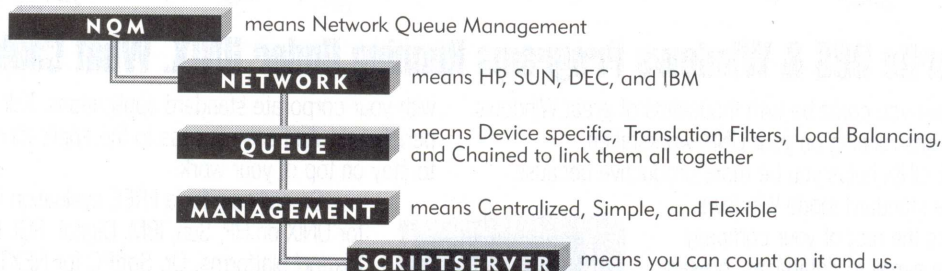 NQM means Network Queue Management
NETWORK means HP, SUN, DEC, and IBM
QUEUE means Device specific, Translation Filters, Load Balancing,
and Chained to link them all together
MANAGEMENT means Centralized, Simple, and Flexible
SCRIPTSERVER means you can count on it and us.